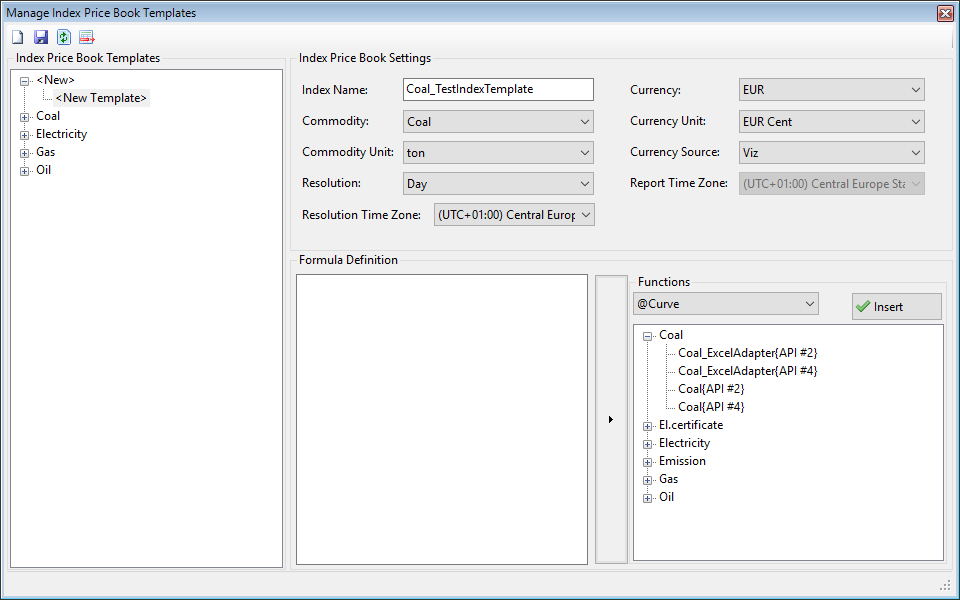 Manage Index Price Book Templates
Index Price Book Templates
<New>
<New Template>
Coal
Electricity
Gas
Oil
Index Price Book Settings
Index Name: Coal_TestIndexTemplate
Commodity: Coal
Commodity Unit: ton
Resolution: Day
Resolution Time Zone: (UTC+01:00) Central Europ
Currency: EUR
Currency Unit: EUR Cent
Currency Source: Viz
Report Time Zone: (UTC+01:00) Central Europe Sta
Formula Definition
Functions
@Curve
Insert
Coal
Coal_ExcelAdapter{API #2}
Coal_ExcelAdapter{API #4}
Coal{API #2}
Coal{API #4}
El.certificate
Electricity
Emission
Gas
Oil